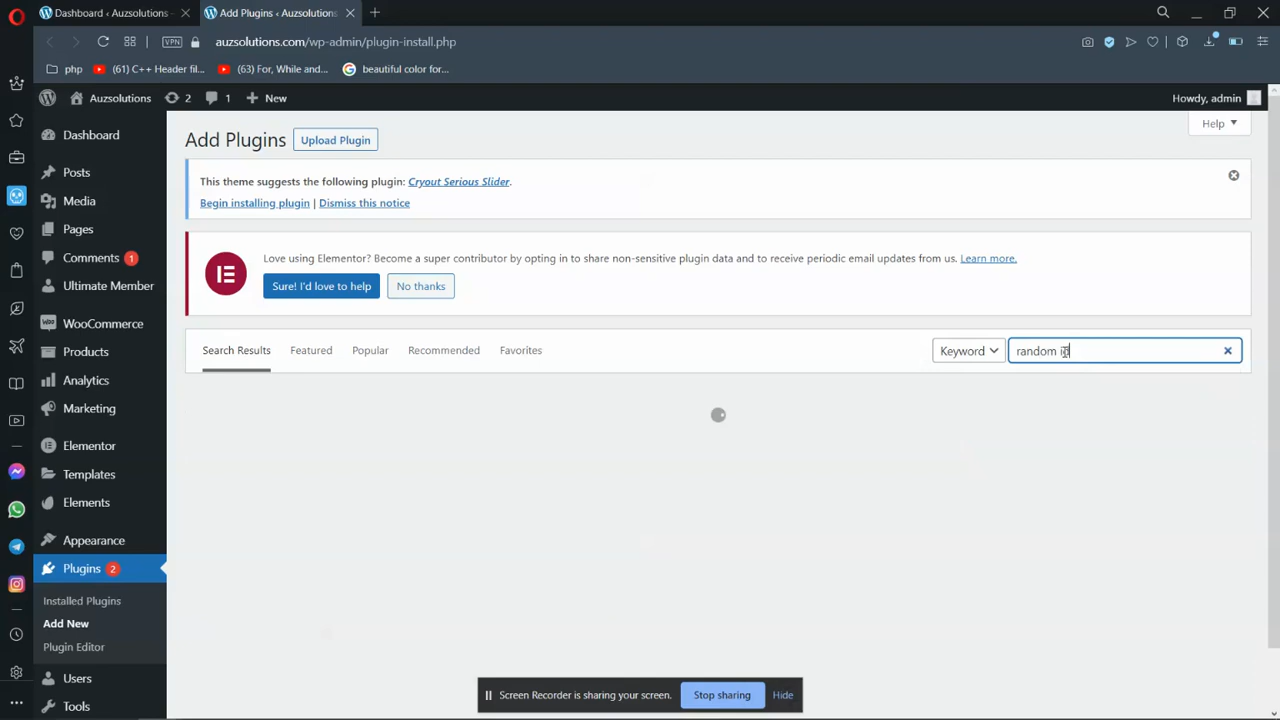 Dashboard ‹ Auzsolutions -
Add Plugins ‹ Auzsolutions
VPN
auzsolutions.com/wp-admin/plugin-install.php
php
(61) C++ Header fil...
(63) For, While and...
beautiful color for...
Auzsolutions
2
1
New
Howdy, admin
Help
Dashboard
Posts
Media
Pages
Comments 1
Ultimate Member
WooCommerce
Products
Analytics
Marketing
Elementor
Templates
Elements
Appearance
Plugins 2
Installed Plugins
Add New
Plugin Editor
Users
Tools
Add Plugins
Upload Plugin
This theme suggests the following plugin: Cryout Serious Slider.
Begin installing plugin | Dismiss this notice
Love using Elementor? Become a super contributor by opting in to share non-sensitive plugin data and to receive periodic email updates from us. Learn more.
Sure! I'd love to help
No thanks
Search Results
Featured
Popular
Recommended
Favorites
Keyword
random
Screen Recorder is sharing your screen.
Stop sharing
Hide